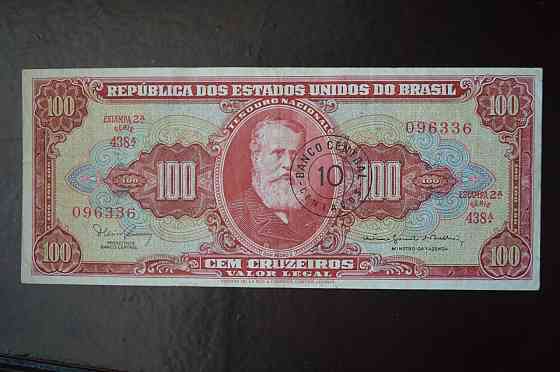 REPÚBLICA DOS ESTADOS UNIDOS DO BRASIL
100
100
TESOURO NACIONAL
ESTAMPA 2ª
SÉRIE
438ª
096336
BANCO CENTRAL
10
100
100
ESTAMPA 2ª
SÉRIE
438ª
096336
BANCO CENTRAL
MINISTRO DA FAZENDA
100
100
CEM CRUZEIROS
VALOR LEGAL